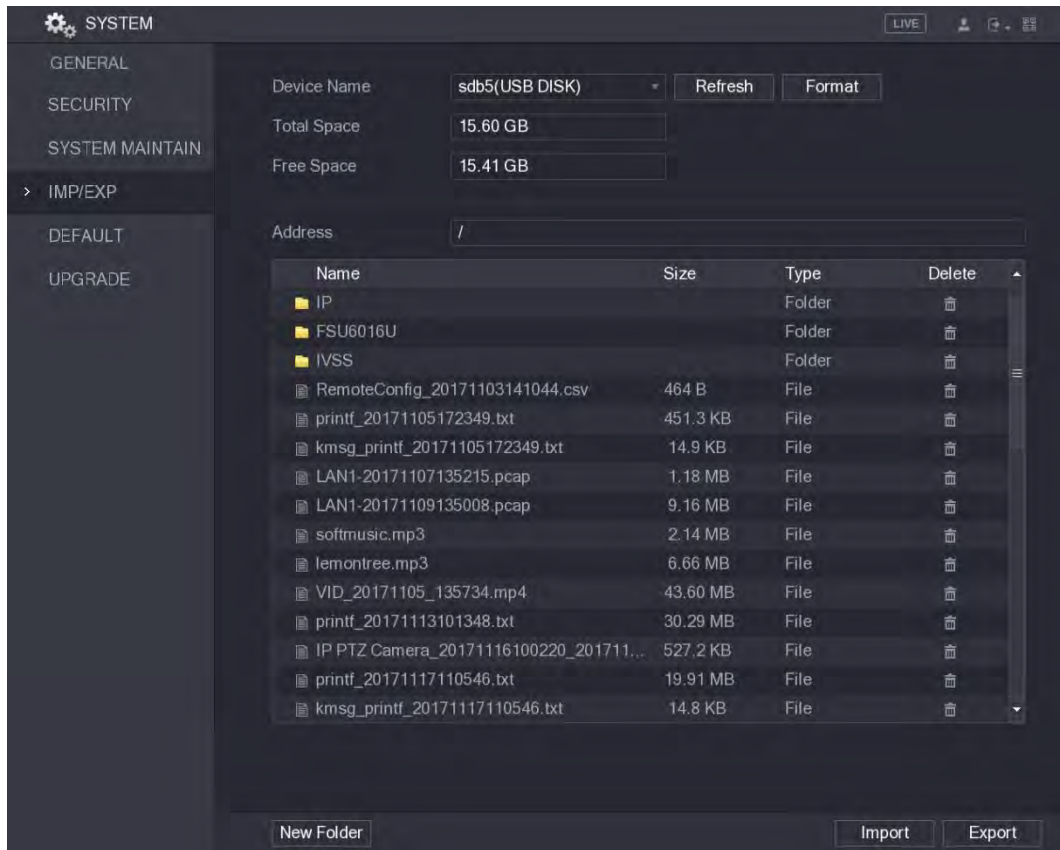 SYSTEM
LIVE
GENERAL
SECURITY
SYSTEM MAINTAIN
> IMP/EXP
DEFAULT
UPGRADE
Device Name sdb5(USB DISK) Refresh Format
Total Space 15.60 GB
Free Space 15.41 GB
Address /
Name Size Type Delete
IP Folder
FSU6016U Folder
IVSS Folder
RemoteConfig_20171103141044.csv 464 B File
printf_20171105172349.txt 451.3 KB File
kmsg_printf_20171105172349.txt 14.9 KB File
LAN1-20171107135215.pcap 1.18 MB File
LAN1-20171109135008.pcap 9.16 MB File
softmusic.mp3 2.14 MB File
lemontree.mp3 6.66 MB File
VID_20171105_135734.mp4 43.60 MB File
printf_20171113101348.txt 30.29 MB File
IP PTZ Camera_20171116100220_201711... 527.2 KB File
printf_20171117110546.txt 19.91 MB File
kmsg_printf_20171117110546.txt 14.8 KB File
New Folder Import Export